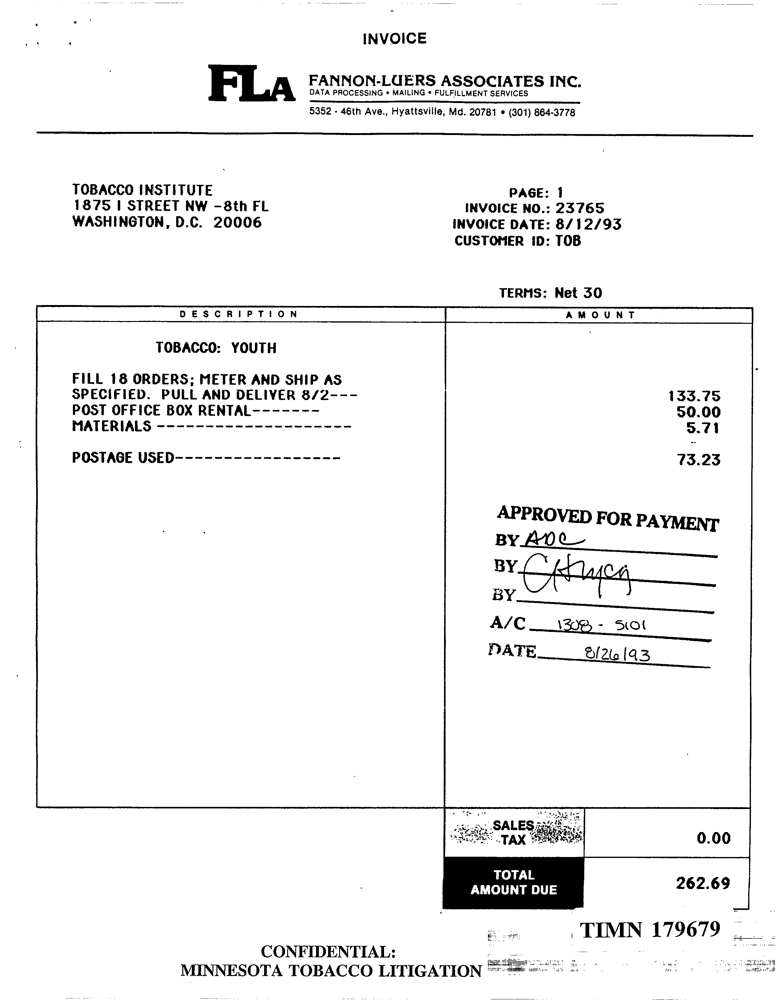 INVOICE
FLA
FANNON-LUERS ASSOCIATES INC.
DATA PROCESSING • MAILING • FULFILLMENT SERVICES
5352 - 46th Ave., Hyattsville, Md. 20781 • (301) 864-3778
TOBACCO INSTITUTE
1875 I STREET NW -8th FL
WASHINGTON, D.C. 20006
PAGE: 1
INVOICE NO.: 23765
INVOICE DATE: 8/12/93
CUSTOMER ID: TOB
TERMS: Net 30
DESCRIPTION AMOUNT
TOBACCO: YOUTH
FILL 18 ORDERS; METER AND SHIP AS
SPECIFIED. PULL AND DELIVER 8/2--- 133.75
POST OFFICE BOX RENTAL------- 50.00
MATERIALS -------------------- 5.71
POSTAGE USED----------------- 73.23
APPROVED FOR PAYMENT
BY ADC
BY
BY
A/C 1308 - 5101
DATE 8/26/93
SALES TAX 0.00
TOTAL AMOUNT DUE 262.69
TIMN 179679
CONFIDENTIAL:
MINNESOTA TOBACCO LITIGATION